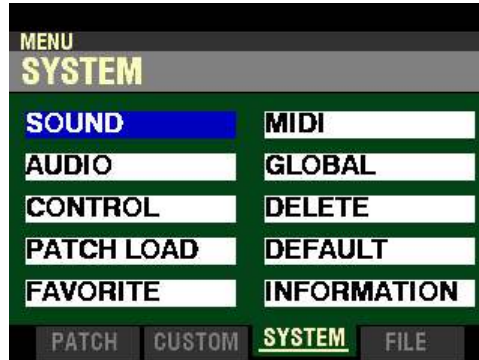 MENU
SYSTEM
SOUND
MIDI
AUDIO
GLOBAL
CONTROL
DELETE
PATCH LOAD
DEFAULT
FAVORITE
INFORMATION
PATCH CUSTOM SYSTEM FILE